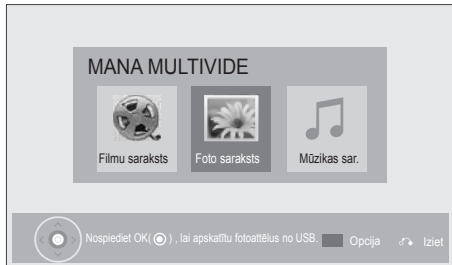 MANA MULTIVIDE
Filmu saraksts
Foto saraksts
Mūzikas sar.
Nospiediet OK(◉) , lai apskatītu fotoattēlus no USB. Opcija Iziet